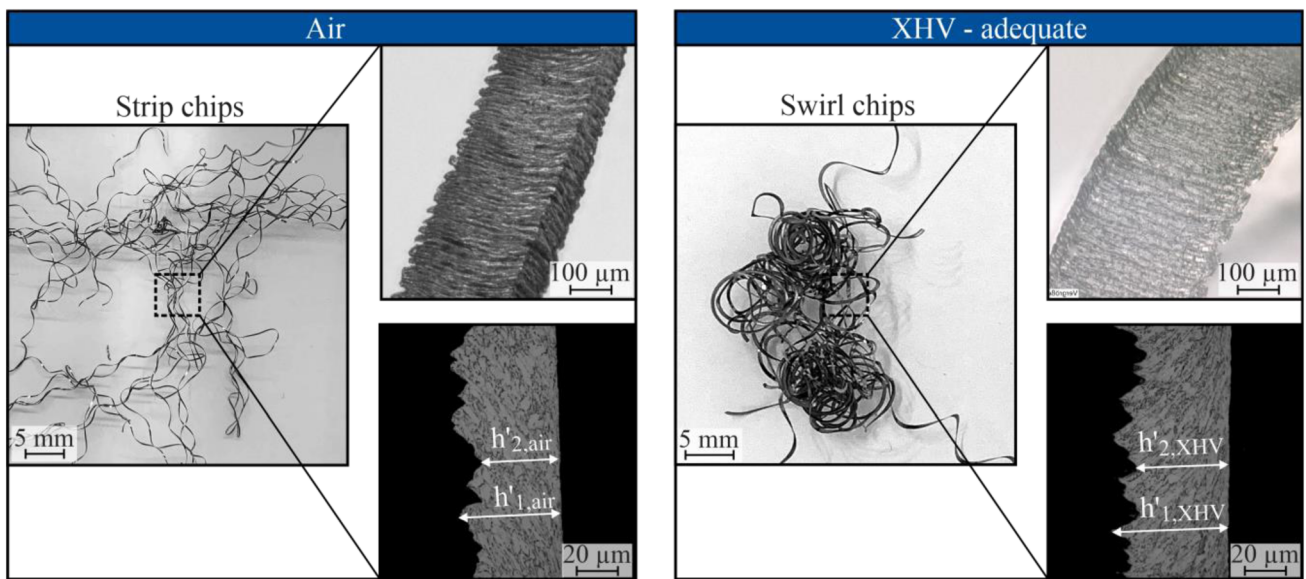 Air
Strip chips
5 mm
100 µm
h'2,air
h'1,air
20 µm
XHV - adequate
Swirl chips
5 mm
100 µm
h'2,XHV
h'1,XHV
20 µm